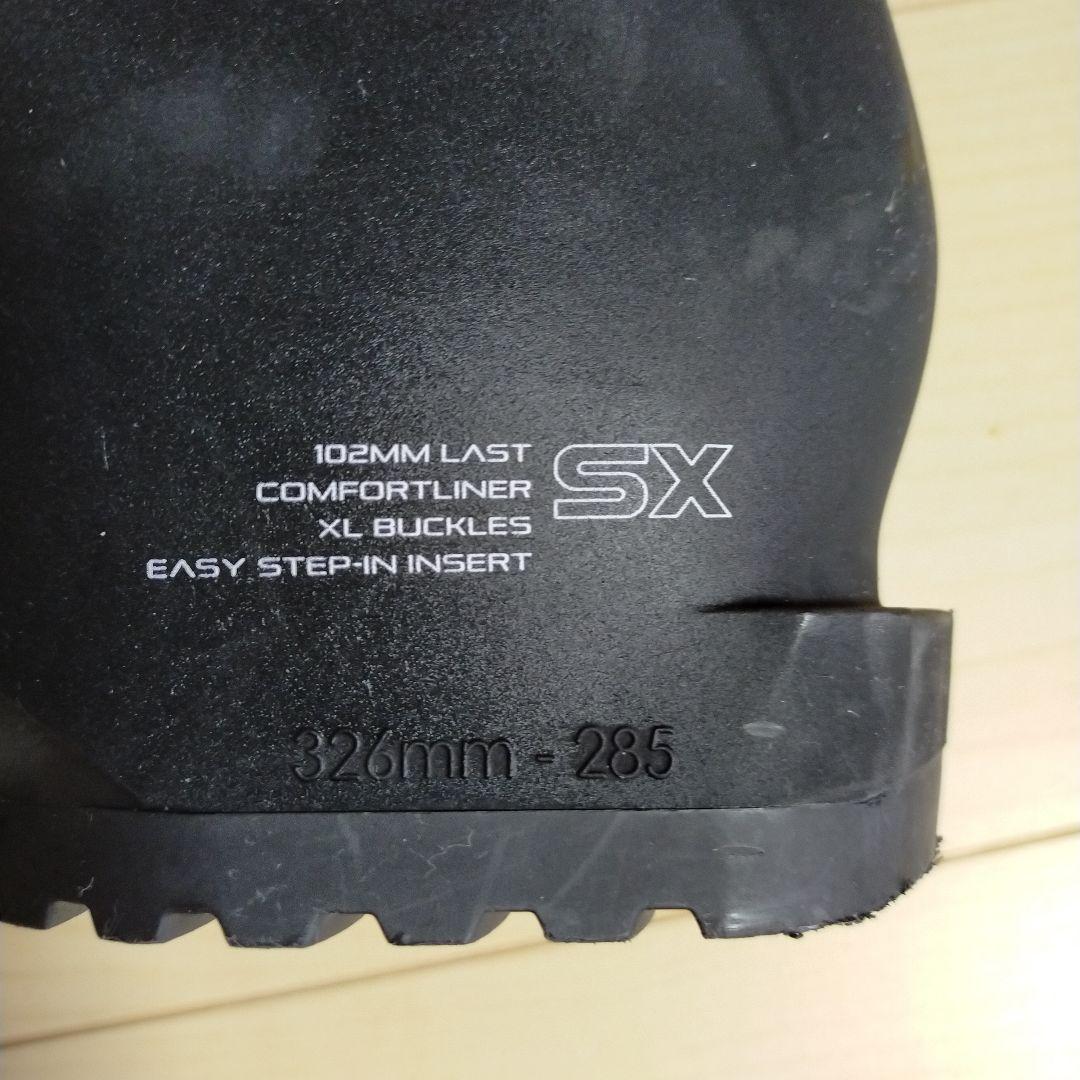 102MM LAST
COMFORTLINER
XL BUCKLES
EASY STEP-IN INSERT
SX
326mm - 285